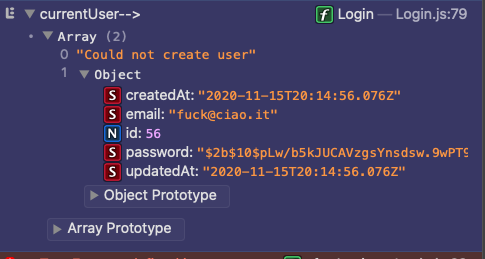 E ▼ currentUser--> f Login — Login.js:79
• ▼ Array (2)
0 "Could not create user"
1 ▼ Object
S createdAt: "2020-11-15T20:14:56.076Z"
S email: "fuck@ciao.it"
N id: 56
S password: "$2b$10$pLw/b5kJUCAVzgsYnsdsw.9wPT9
S updatedAt: "2020-11-15T20:14:56.076Z"
▶ Object Prototype
▶ Array Prototype